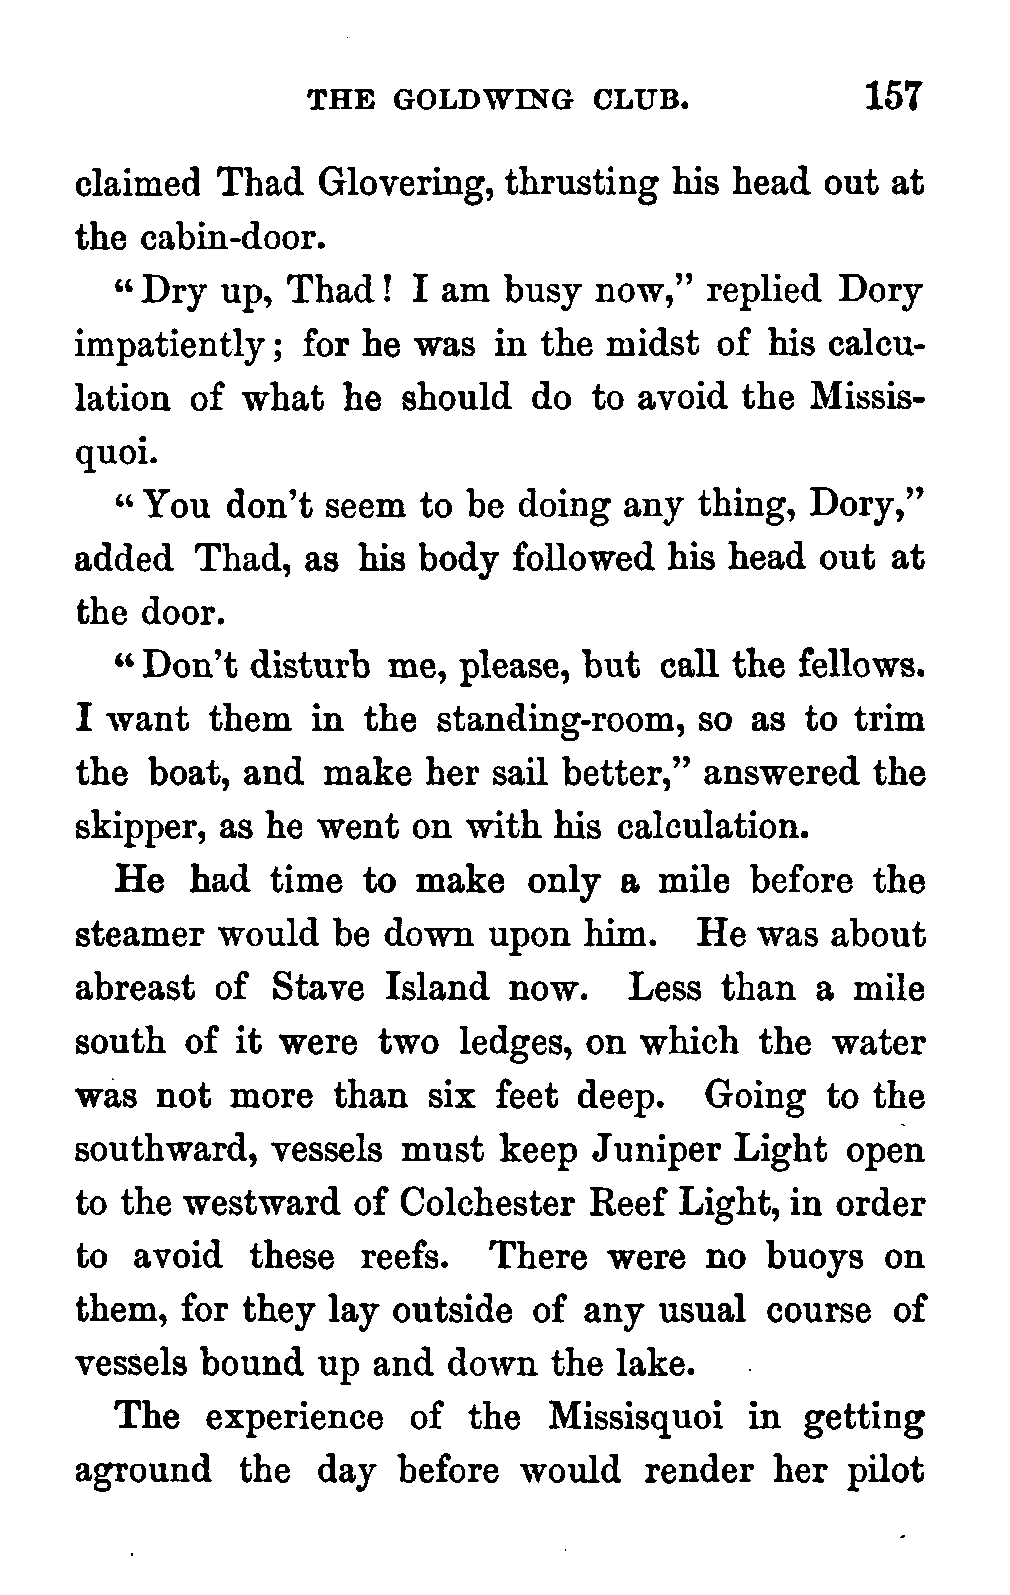 THE GOLDWING CLUB. 157
claimed Thad Glovering, thrusting his head out at
the cabin-door.
“Dry up, Thad! I am busy now,” replied Dory
impatiently; for he was in the midst of his calcu-
lation of what he should do to avoid the Missis-
quoi.
“You don’t seem to be doing any thing, Dory,”
added Thad, as his body followed his head out at
the door.
“Don’t disturb me, please, but call the fellows.
I want them in the standing-room, so as to trim
the boat, and make her sail better,” answered the
skipper, as he went on with his calculation.
He had time to make only a mile before the
steamer would be down upon him. He was about
abreast of Stave Island now. Less than a mile
south of it were two ledges, on which the water
was not more than six feet deep. Going to the
southward, vessels must keep Juniper Light open
to the westward of Colchester Reef Light, in order
to avoid these reefs. There were no buoys on
them, for they lay outside of any usual course of
vessels bound up and down the lake.
The experience of the Missisquoi in getting
aground the day before would render her pilot